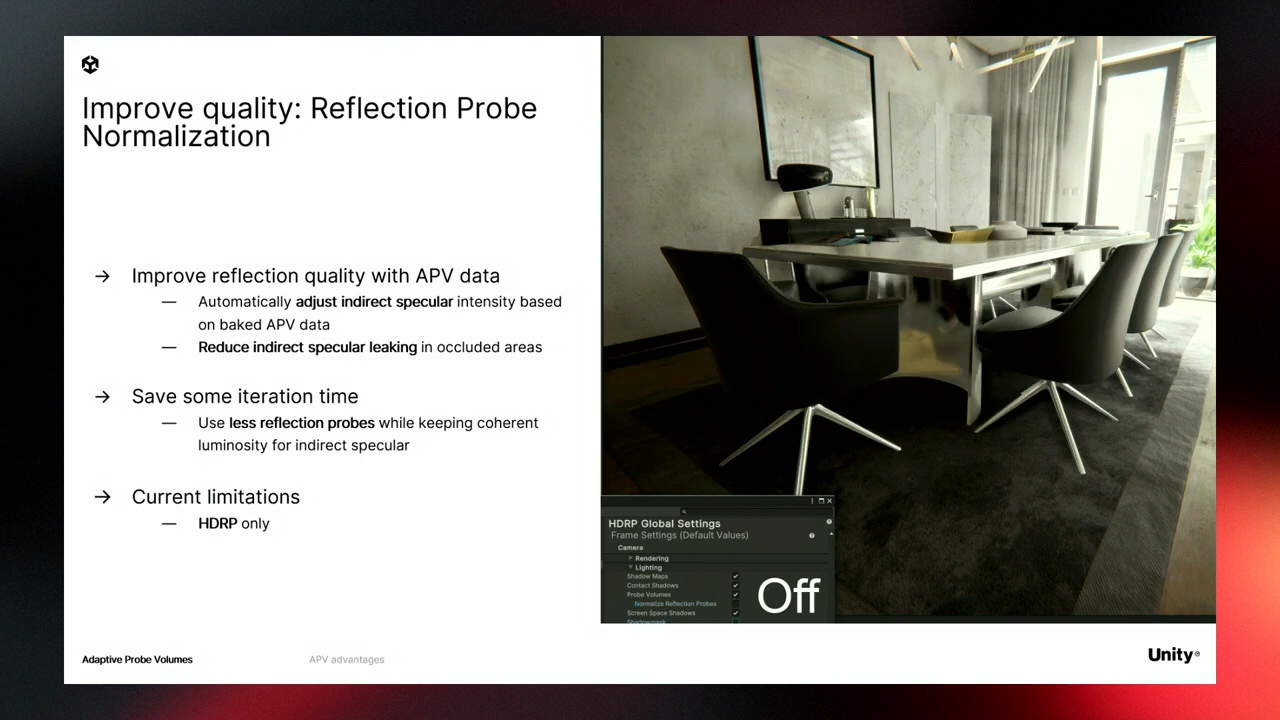 Improve quality: Reflection Probe
Normalization
→ Improve reflection quality with APV data
— Automatically adjust indirect specular intensity based
on baked APV data
— Reduce indirect specular leaking in occluded areas
→ Save some iteration time
— Use less reflection probes while keeping coherent
luminosity for indirect specular
→ Current limitations
— HDRP only
HDRP Global Settings
Frame Settings (Default Values)
Camera
Rendering
Lighting
Shadow Maps
Contact Shadows
Probe Volumes
Normalize Reflection Probes
Screen Space Shadows
Shadowmask
Off
Adaptive Probe Volumes
APV advantages
Unity®